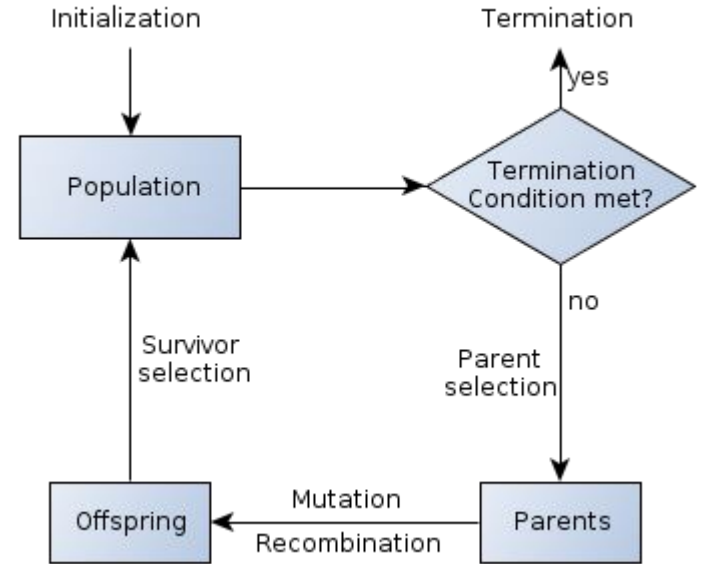 Initialization
Termination
yes
Population
Termination
Condition met?
no
Survivor
selection
Parent
selection
Offspring
Mutation
Recombination
Parents